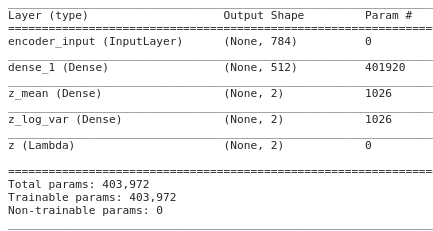 Layer (type) Output Shape Param #
=================================================================
encoder_input (InputLayer) (None, 784) 0
_________________________________________________________________
dense_1 (Dense) (None, 512) 401920
_________________________________________________________________
z_mean (Dense) (None, 2) 1026
_________________________________________________________________
z_log_var (Dense) (None, 2) 1026
_________________________________________________________________
z (Lambda) (None, 2) 0
=================================================================
Total params: 403,972
Trainable params: 403,972
Non-trainable params: 0
_________________________________________________________________